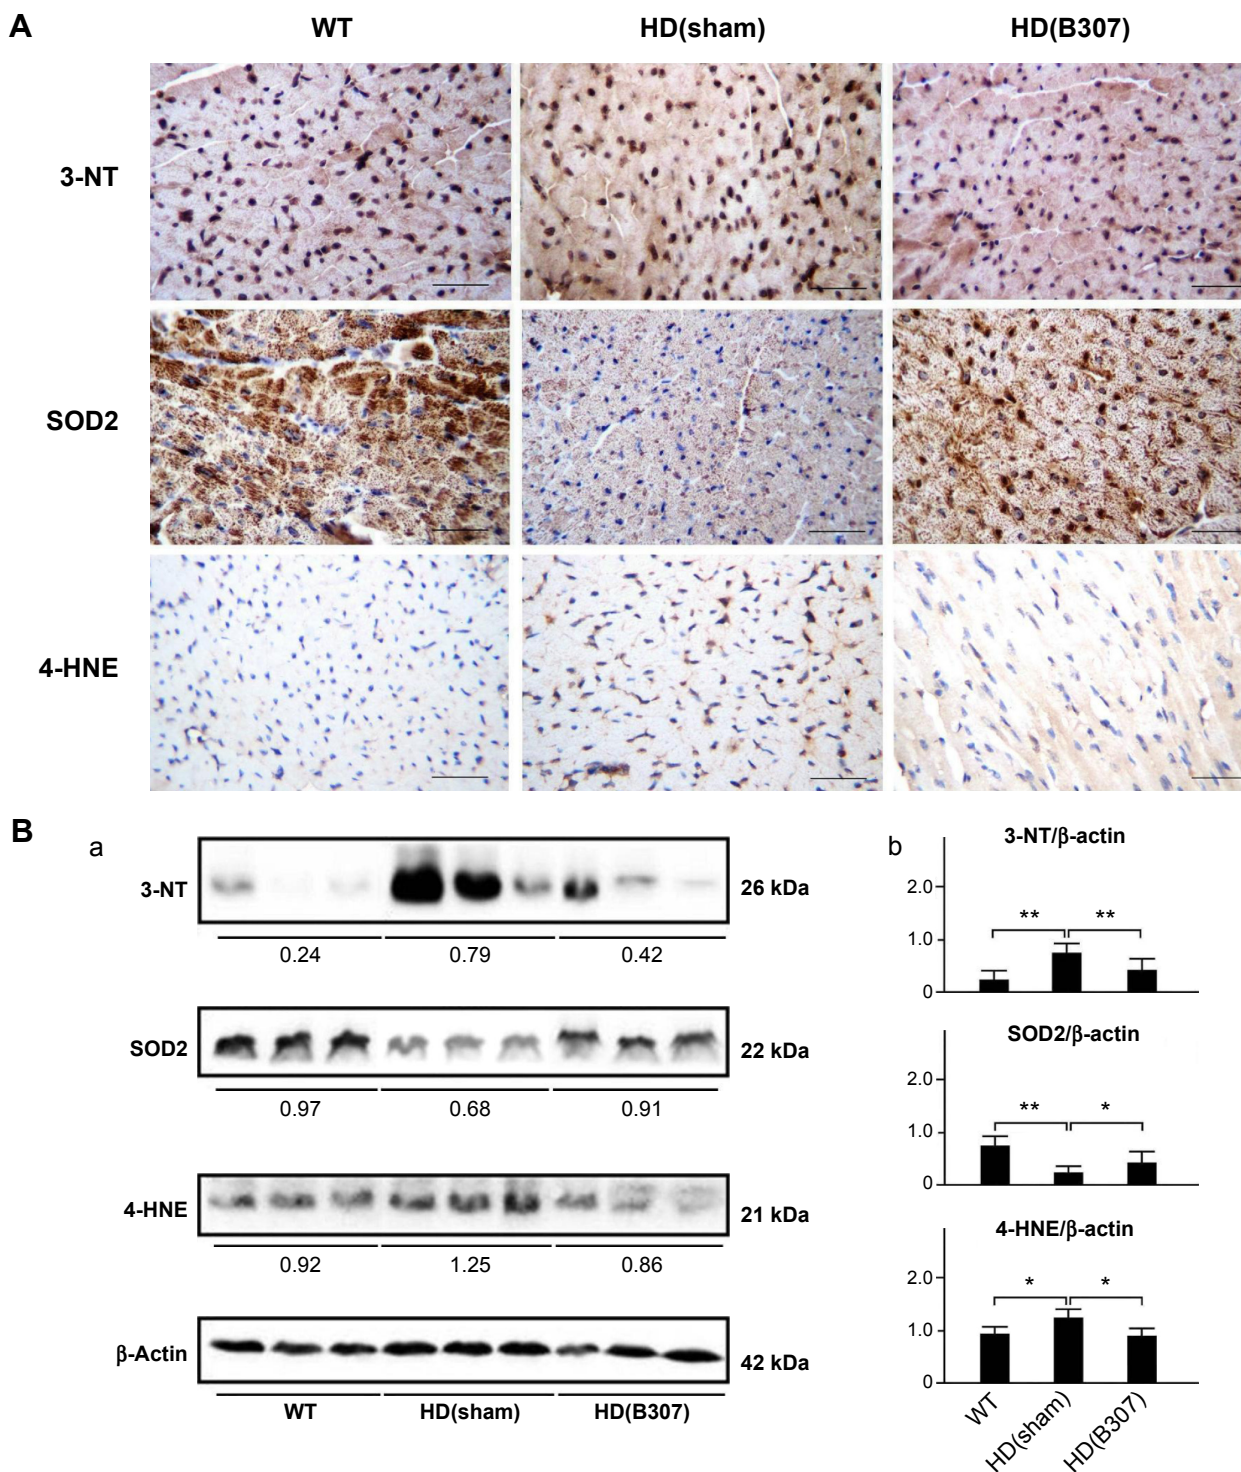 A
WT HD(sham) HD(B307)
3-NT
SOD2
4-HNE
B
a
3-NT 26 kDa
0.24 0.79 0.42
SOD2 22 kDa
0.97 0.68 0.91
4-HNE 21 kDa
0.92 1.25 0.86
β-Actin 42 kDa
WT HD(sham) HD(B307)
b
3-NT/β-actin
2.0
** **
1.0
0
SOD2/β-actin
2.0
** *
1.0
0
4-HNE/β-actin
2.0
* *
1.0
0
WT HD(sham) HD(B307)